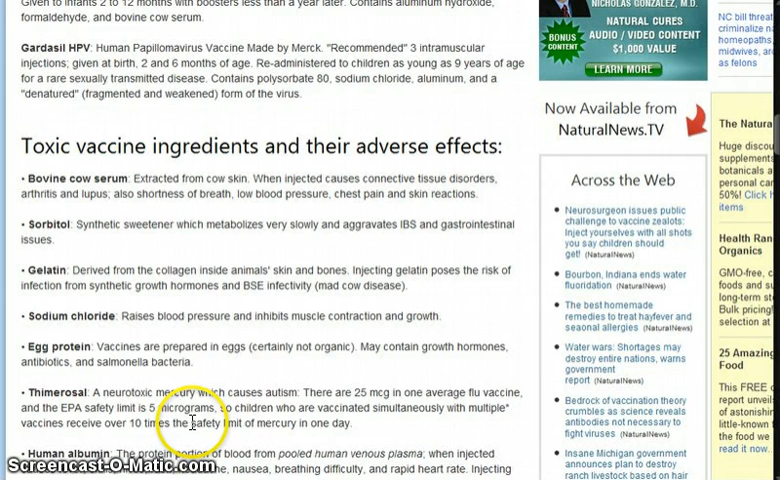 Given to infants 2 to 12 months with boosters less than a year later. Contains aluminum hydroxide,
formaldehyde, and bovine cow serum.
Gardasil HPV: Human Papillomavirus Vaccine Made by Merck. "Recommended" 3 intramuscular
injections; given at birth, 2 and 6 months of age. Re-administered to children as young as 9 years of age
for a rare sexually transmitted disease. Contains polysorbate 80, sodium chloride, aluminum, and a
"denatured" (fragmented and weakened) form of the virus.
Toxic vaccine ingredients and their adverse effects:
• Bovine cow serum: Extracted from cow skin. When injected causes connective tissue disorders,
arthritis and lupus; also shortness of breath, low blood pressure, chest pain and skin reactions.
• Sorbitol: Synthetic sweetener which metabolizes very slowly and aggravates IBS and gastrointestinal
issues.
• Gelatin: Derived from the collagen inside animals' skin and bones. Injecting gelatin poses the risk of
infection from synthetic growth hormones and BSE infectivity (mad cow disease).
• Sodium chloride: Raises blood pressure and inhibits muscle contraction and growth.
• Egg protein: Vaccines are prepared in eggs (certainly not organic). May contain growth hormones,
antibiotics, and salmonella bacteria.
• Thimerosal: A neurotoxic mercury which causes autism: There are 25 mcg in one average flu vaccine,
and the EPA safety limit is 5 micrograms, so children who are vaccinated simultaneously with multiple*
vaccines receive over 10 times the safety limit of mercury in one day.
• Human albumin: The protein portion of blood from pooled human venous plasma; when injected
nausea, breathing difficulty, and rapid heart rate. Injecting
Screencast-O-Matic.com
NICHOLAS GONZALEZ, M.D.
BONUS
CONTENT
NATURAL CURES
AUDIO / VIDEO CONTENT
$1,000 VALUE
LEARN MORE
Now Available from
NaturalNews.TV
Across the Web
• Neurosurgeon issues public
challenge to vaccine zealots:
Inject yourselves with all shots
you say children should
get! (NaturalNews)
• Bourbon, Indiana ends water
fluoridation (NaturalNews)
• The best homemade
remedies to treat hayfever and
seaonal allergies (NaturalNews)
• Water wars: Shortages may
destroy entire nations, warns
government
report (NaturalNews)
• Bedrock of vaccination theory
crumbles as science reveals
antibodies not necessary to
fight viruses (NaturalNews)
• Insane Michigan government
announces plan to destroy
ranch livestock based on hair
NC bill threat
criminalize na
homeopaths,
midwives, ar
as felons
The Natura
Huge discou
supplements
botanicals a
personal car
50%! Click h
items
Health Ran
Organics
GMO-free, c
foods and su
long-term st
Bulk pricing!
selection at
25 Amazing
Food
This FREE
report unveil
of astonishin
little-known
the food we
read it now..